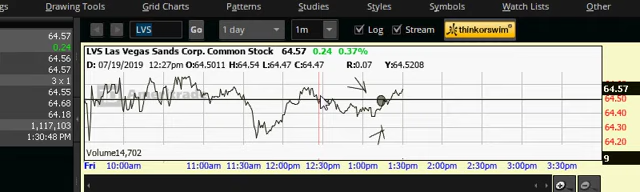 Drawing Tools Grid Charts Patterns Studies Styles Symbols Watch Lists Other
LVS Go 1 day 1m Log Stream thinkorswim
64.57 LVS Las Vegas Sands Corp. Common Stock 64.57 0.24 0.37%
0.24
64.56 D: 07/19/2019 12:27pm O:64.5011 H:64.54 L:64.47 C:64.47 R:0.07 Y:64.5208
3 x 1
64.55 64.57
64.68 64.50
64.18 64.40
64.30
1,117,103 64.20
1:30:48 PM Volume14,702 9
Fri 10:00am 11:00am 12:00pm 12:30pm 1:00pm 1:30pm 2:00pm 2:30pm 3:00pm 3:30pm